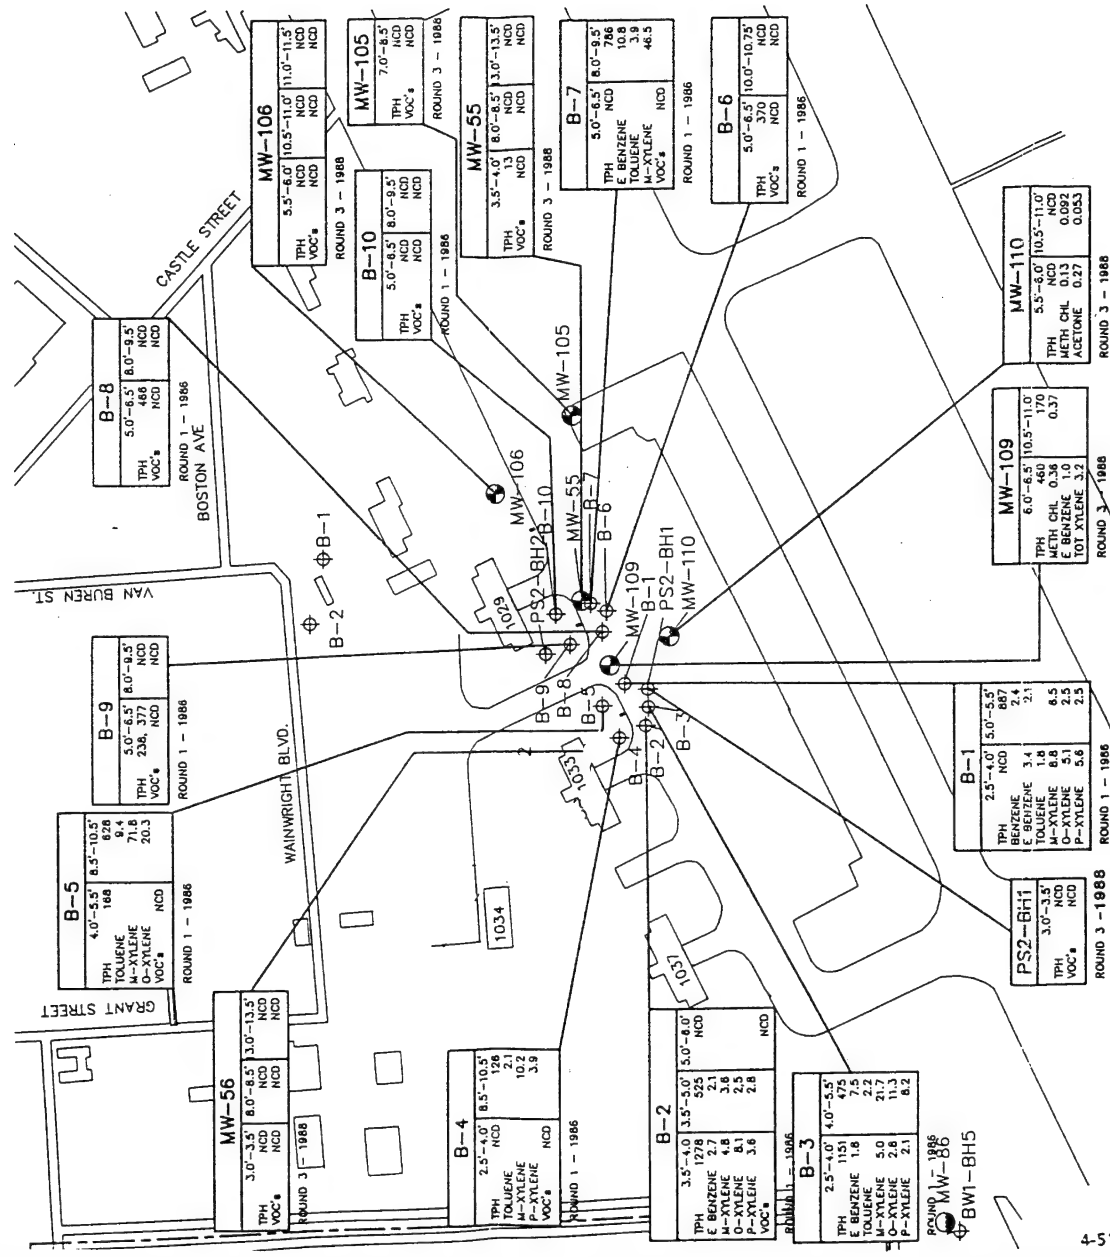 B-8
5.0'-6.5' 8.0'-9.5'
TPH 466 NCD
VOC's NCD NCD
ROUND 1 - 1986
MW-106
5.5'-6.0' 10.5'-11.0' 11.0'-11.5'
TPH NCD NCD NCD
VOC's NCD NCD NCD
ROUND 3 - 1988
MW-105
7.0'-8.5'
TPH NCD
VOC's NCD
ROUND 3 - 1988
B-10
5.0'-6.5' 8.0'-9.5'
TPH NCD NCD
VOC's NCD NCD
ROUND 1 - 1986
MW-55
3.5'-4.0' 8.0'-8.5' 13.0'-13.5'
TPH 13 NCD NCD
VOC's NCD NCD NCD
ROUND 3 - 1988
B-7
5.0'-6.5' 8.0'-9.5'
TPH NCD 786
E BENZENE 10.8
TOLUENE 3.9
M-XYLENE 46.5
VOC's NCD
ROUND 1 - 1986
B-6
5.0'-6.5' 10.0'-10.75'
TPH 370 NCD
VOC's NCD NCD
ROUND 1 - 1986
MW-110
5.5'-6.0' 10.5'-11.0'
TPH NCD NCD
METH CHL 0.13 0.092
ACETONE 0.27 0.053
ROUND 3 - 1988
MW-109
6.0'-6.5' 10.5'-11.0'
TPH 460 170
METH CHL 0.36 0.37
E BENZENE 1.0
TOT XYLENE 3.2
ROUND 3 - 1988
B-9
5.0'-6.5' 8.0'-9.5'
TPH 238, 377 NCD
VOC's NCD NCD
ROUND 1 - 1986
B-5
4.0'-5.5' 8.5'-10.5'
TPH 168 628
TOLUENE 9.4
M-XYLENE 71.8
O-XYLENE 20.3
VOC's NCD
ROUND 1 - 1986
MW-56
3.0'-3.5' 8.0'-8.5' 13.0'-13.5'
TPH NCD NCD NCD
VOC's NCD NCD NCD
ROUND 3 - 1988
B-4
2.5'-4.0' 8.5'-10.5'
TPH NCD 126
TOLUENE 2.1
M-XYLENE 10.2
P-XYLENE 3.9
VOC's NCD
ROUND 1 - 1986
B-2
3.5'-4.0 3.5'-5.0' 5.0'-6.0'
TPH 1278 525 NCD
E BENZENE 2.7 2.1
M-XYLENE 4.8 3.6
O-XYLENE 8.1 2.5
P-XYLENE 3.6 2.8
VOC's NCD
ROUND 1 - 1986
B-3
2.5'-4.0' 4.0'-5.5'
TPH 1151 475
E BENZENE 1.8 7.5
TOLUENE 2.2
M-XYLENE 5.0 21.7
O-XYLENE 2.8 11.3
P-XYLENE 2.1 8.2
ROUND 1 - 1986
B-1
2.5'-4.0' 5.0'-5.5'
TPH NCD 887
BENZENE 2.4
E BENZENE 3.4 2.1
TOLUENE 1.8
M-XYLENE 8.8 6.5
O-XYLENE 5.1 2.5
P-XYLENE 5.6 2.5
ROUND 1 - 1986
PS2-BH1
3.0'-3.5'
TPH NCD
VOC's NCD
ROUND 3 -1988
CASTLE STREET
BOSTON AVE
VAN BUREN ST.
WAINWRIGHT BLVD.
GRANT STREET
B-1
B-2
MW-106
MW-105
1029
PS2-BH2
B-10
MW-55
B-7
B-6
B-9
B-8
B-5
MW-109
B-1
PS2-BH1
MW-110
2
1033
B-4
B-2
B-3
1034
1037
MW-86
BW1-BH5
4-5